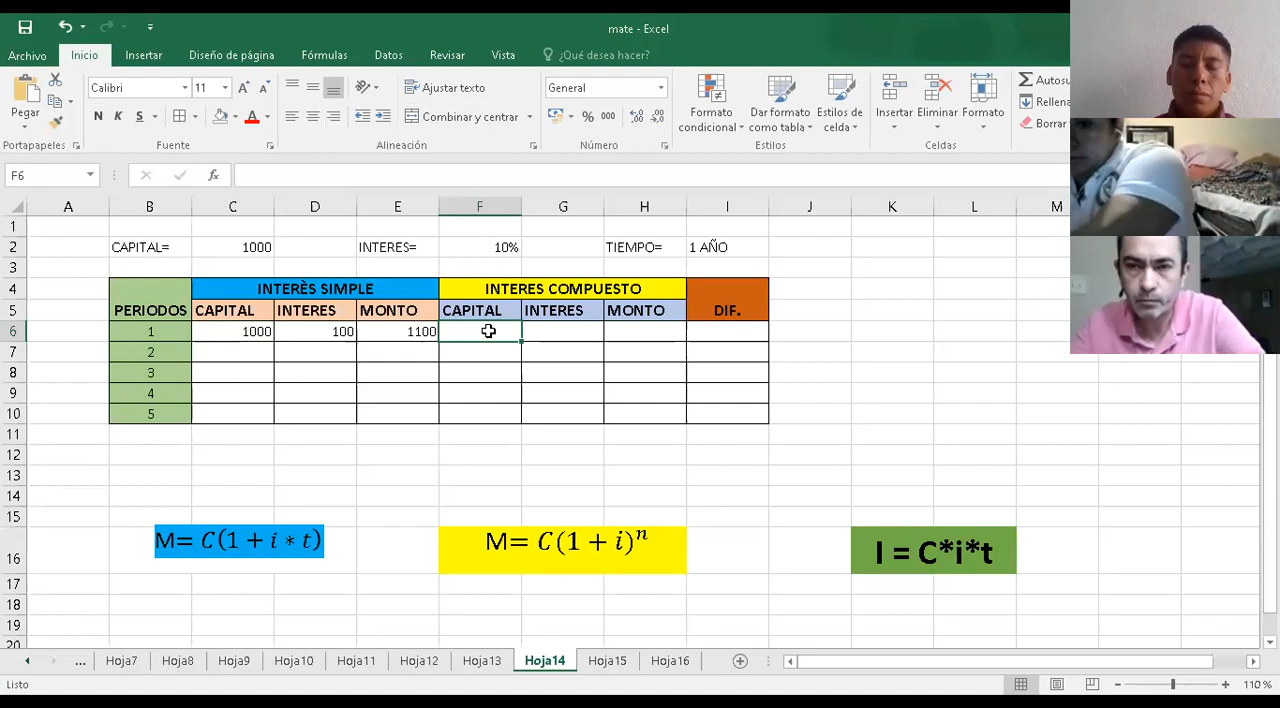 mate - Excel
Archivo Inicio Insertar Diseño de página Fórmulas Datos Revisar Vista ¿Qué desea hacer?
Pegar
Portapapeles
Calibri 11
N K S
Fuente
Ajustar texto
Combinar y centrar
Alineación
General
% 000
Número
Formato condicional
Dar formato como tabla
Estilos de celda
Estilos
Insertar Eliminar Formato
Celdas
Autosu
Rellena
Borrar
F6 fx
A B C D E F G H I J K L M
1
2 CAPITAL= 1000 INTERES= 10% TIEMPO= 1 AÑO
3
4 INTERÈS SIMPLE INTERES COMPUESTO
5 PERIODOS CAPITAL INTERES MONTO CAPITAL INTERES MONTO DIF.
6 1 1000 100 1100
7 2
8 3
9 4
10 5
11
12
13
14
15
16 M= C(1 + i ∗ t) M= C(1 + i)ⁿ I = C*i*t
17
18
19
20
... Hoja7 Hoja8 Hoja9 Hoja10 Hoja11 Hoja12 Hoja13 Hoja14 Hoja15 Hoja16
Listo 110 %